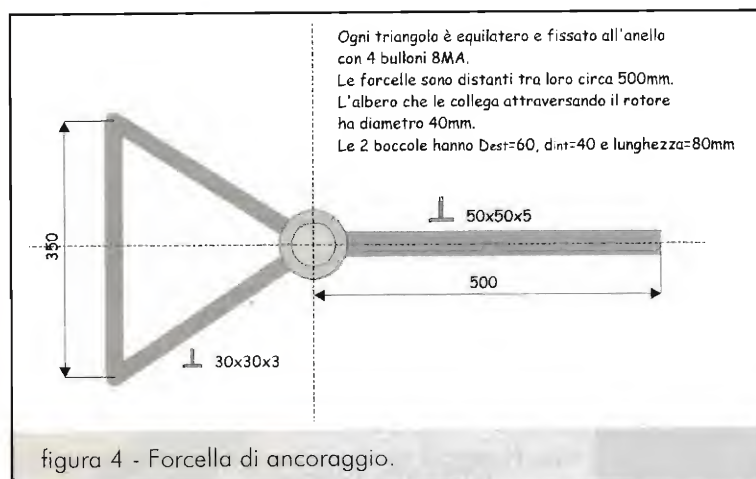 Ogni triangolo è equilatero e fissato all'anello
con 4 bulloni 8MA.
Le forcelle sono distanti tra loro circa 500mm.
L'albero che le collega attraversando il rotore
ha diametro 40mm.
Le 2 boccole hanno Dest=60, dint=40 e lunghezza=80mm
50x50x5
350
500
30x30x3
figura 4 - Forcella di ancoraggio.